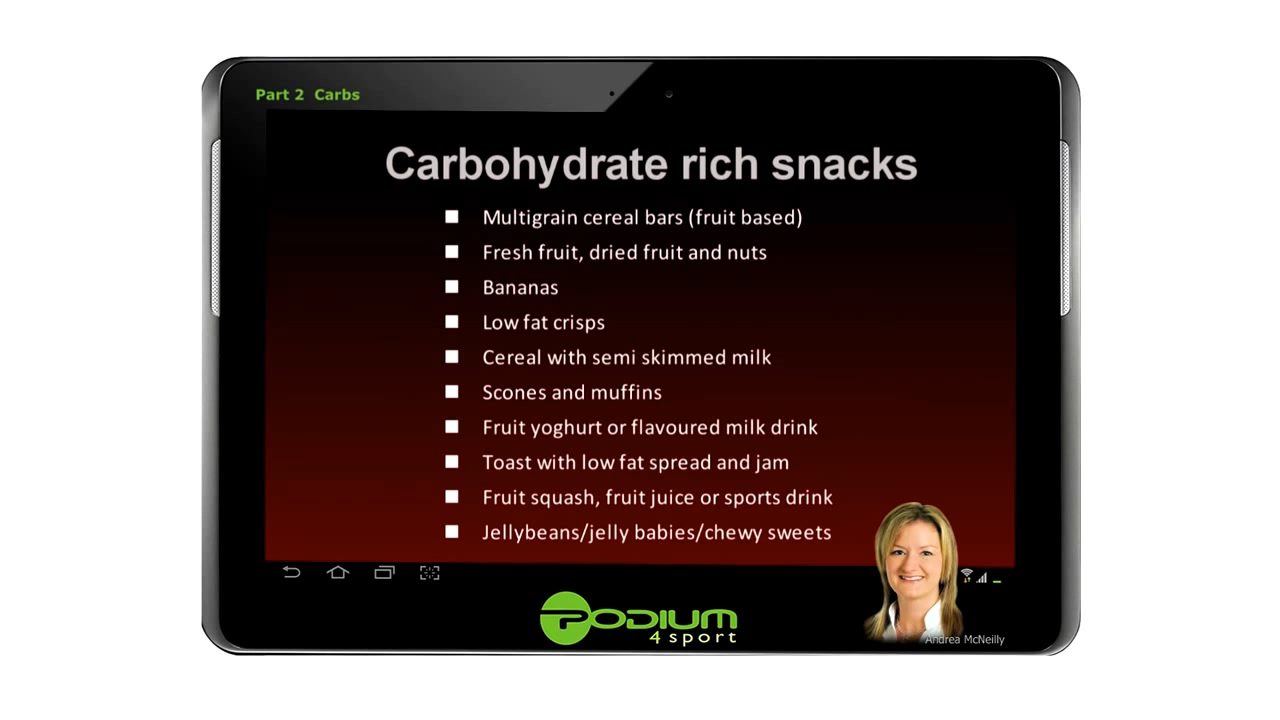 Part 2 Carbs
Carbohydrate rich snacks
Multigrain cereal bars (fruit based)
Fresh fruit, dried fruit and nuts
Bananas
Low fat crisps
Cereal with semi skimmed milk
Scones and muffins
Fruit yoghurt or flavoured milk drink
Toast with low fat spread and jam
Fruit squash, fruit juice or sports drink
Jellybeans/jelly babies/chewy sweets
PODIUM
4 sport
Andrea McNeilly